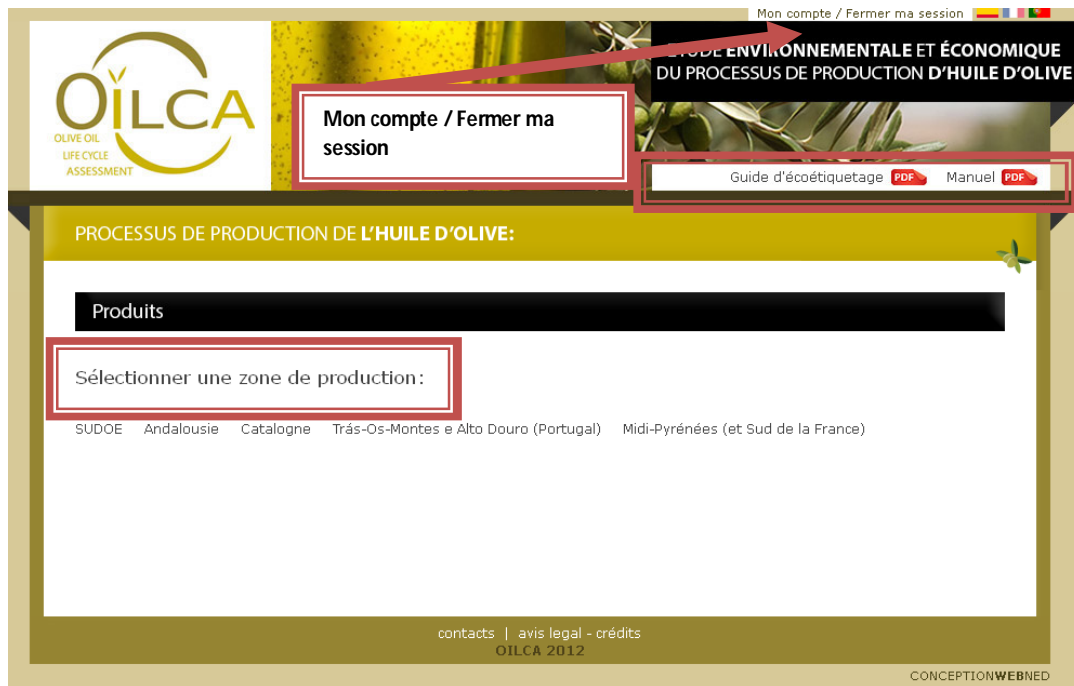 Mon compte / Fermer ma session
ÉTUDE ENVIRONNEMENTALE ET ÉCONOMIQUE
DU PROCESSUS DE PRODUCTION D'HUILE D'OLIVE
OÏLCA
OLIVE OIL
LIFE CYCLE
ASSESSMENT
Mon compte / Fermer ma
session
Guide d'écoétiquetage PDF Manuel PDF
PROCESSUS DE PRODUCTION DE L'HUILE D'OLIVE:
Produits
Sélectionner une zone de production:
SUDOE Andalousie Catalogne Trás-Os-Montes e Alto Douro (Portugal) Midi-Pyrénées (et Sud de la France)
contacts | avis legal - crédits
OILCA 2012
CONCEPTIONWEBNED